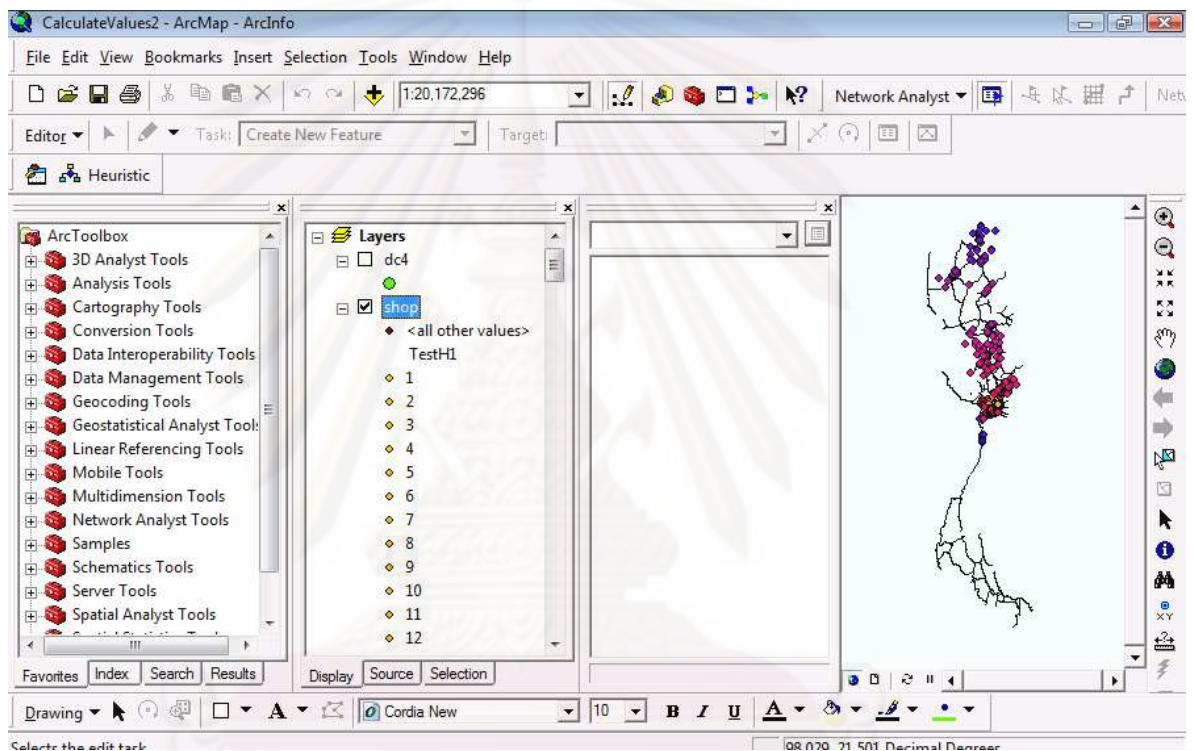 CalculateValues2 - ArcMap - ArcInfo
File Edit View Bookmarks Insert Selection Tools Window Help
1:20,172,296
Network Analyst
Editor
Task: Create New Feature
Target:
Heuristic
ArcToolbox
3D Analyst Tools
Analysis Tools
Cartography Tools
Conversion Tools
Data Interoperability Tools
Data Management Tools
Geocoding Tools
Geostatistical Analyst Tool
Linear Referencing Tools
Mobile Tools
Multidimension Tools
Network Analyst Tools
Samples
Schematics Tools
Server Tools
Spatial Analyst Tools
Favorites Index Search Results
Layers
dc4
shop
<all other values>
TestH1
1
2
3
4
5
6
7
8
9
10
11
12
Display Source Selection
XY
Drawing A Cordia New 10 B I U A
Selects the edit task
98.029 21.501 Decimal Degrees